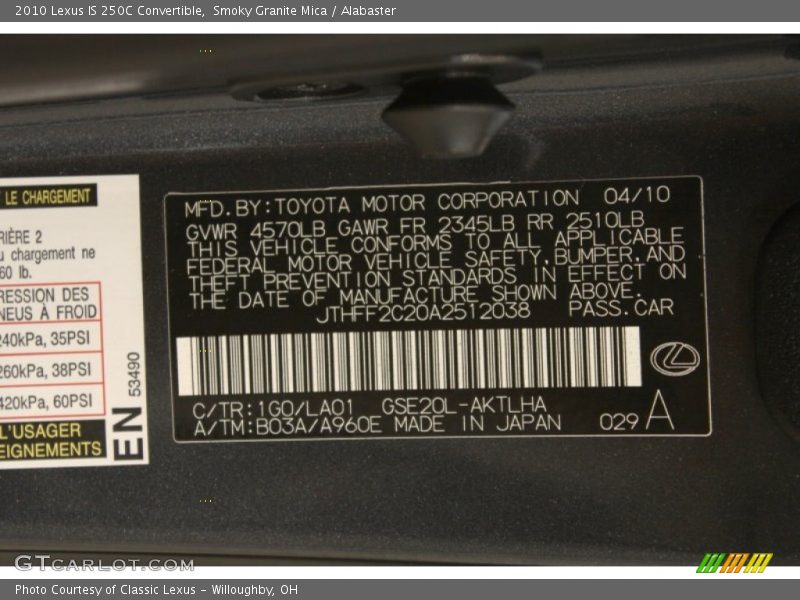 2010 Lexus IS 250C Convertible, Smoky Granite Mica / Alabaster
LE CHARGEMENT
RIÈRE 2
u chargement ne
60 lb.
RESSION DES
NEUS À FROID
240kPa, 35PSI
260kPa, 38PSI
420kPa, 60PSI
L'USAGER
EIGNEMENTS
EN
53490
MFD. BY: TOYOTA MOTOR CORPORATION 04/10
GVWR 4570LB GAWR FR 2345LB RR 2510LB
THIS VEHICLE CONFORMS TO ALL APPLICABLE
FEDERAL MOTOR VEHICLE SAFETY, BUMPER, AND
THEFT PREVENTION STANDARDS IN EFFECT ON
THE DATE OF MANUFACTURE SHOWN ABOVE.
JTHFF2C20A2512038 PASS. CAR
C/TR: 1G0/LA01 GSE20L-AKTLHA
A/TM: B03A/A960E MADE IN JAPAN 029 A
GTCARLOT.COM
Photo Courtesy of Classic Lexus - Willoughby, OH